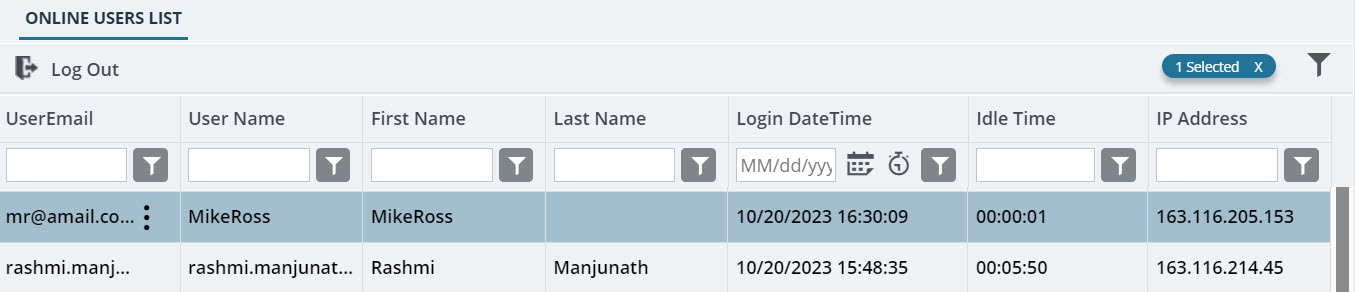 ONLINE USERS LIST
Log Out 1 Selected X
UserEmail User Name First Name Last Name Login DateTime Idle Time IP Address
MM/dd/yyy
mr@amail.co... MikeRoss MikeRoss 10/20/2023 16:30:09 00:00:01 163.116.205.153
rashmi.manj... rashmi.manjunat... Rashmi Manjunath 10/20/2023 15:48:35 00:05:50 163.116.214.45